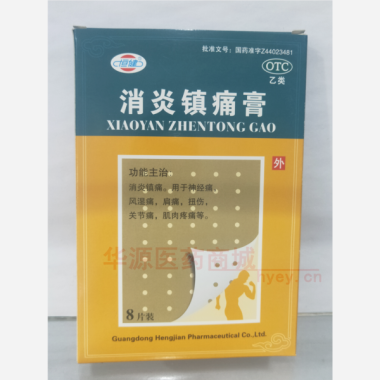 批准文号：国药准字Z44023481
恒健
OTC
乙类
消炎镇痛膏
XIAOYAN ZHENTONG GAO
外
功能主治
消炎镇痛。用于神经痛，
风湿痛，肩痛，扭伤，
关节痛，肌肉疼痛等。
华源医药商城
hyey.cn
8片装
Guangdong Hengjian Pharmaceutical Co.,Ltd.